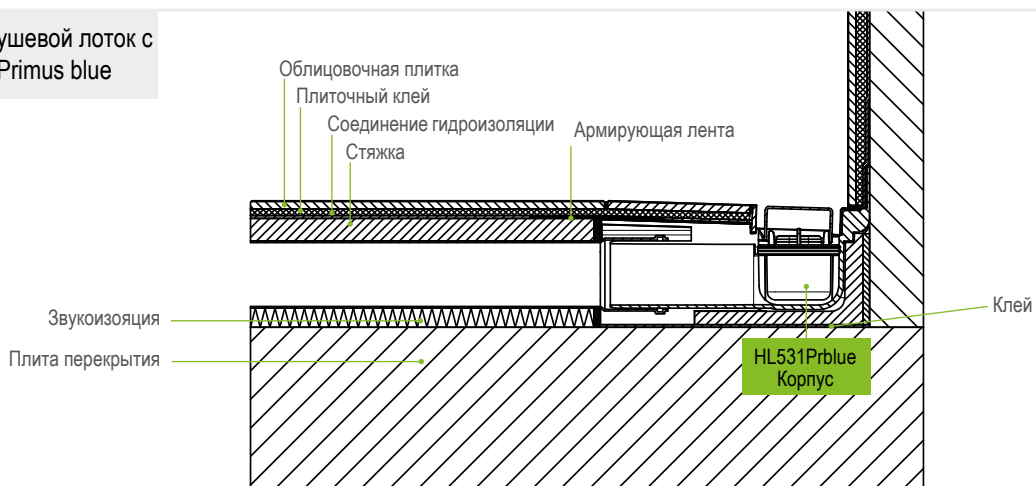 ушевой лоток с
Primus blue
Облицовочная плитка
Плиточный клей
Соединение гидроизоляции
Армирующая лента
Стяжка
Звукоизояция
Клей
Плита перекрытия
HL531Prblue
Корпус